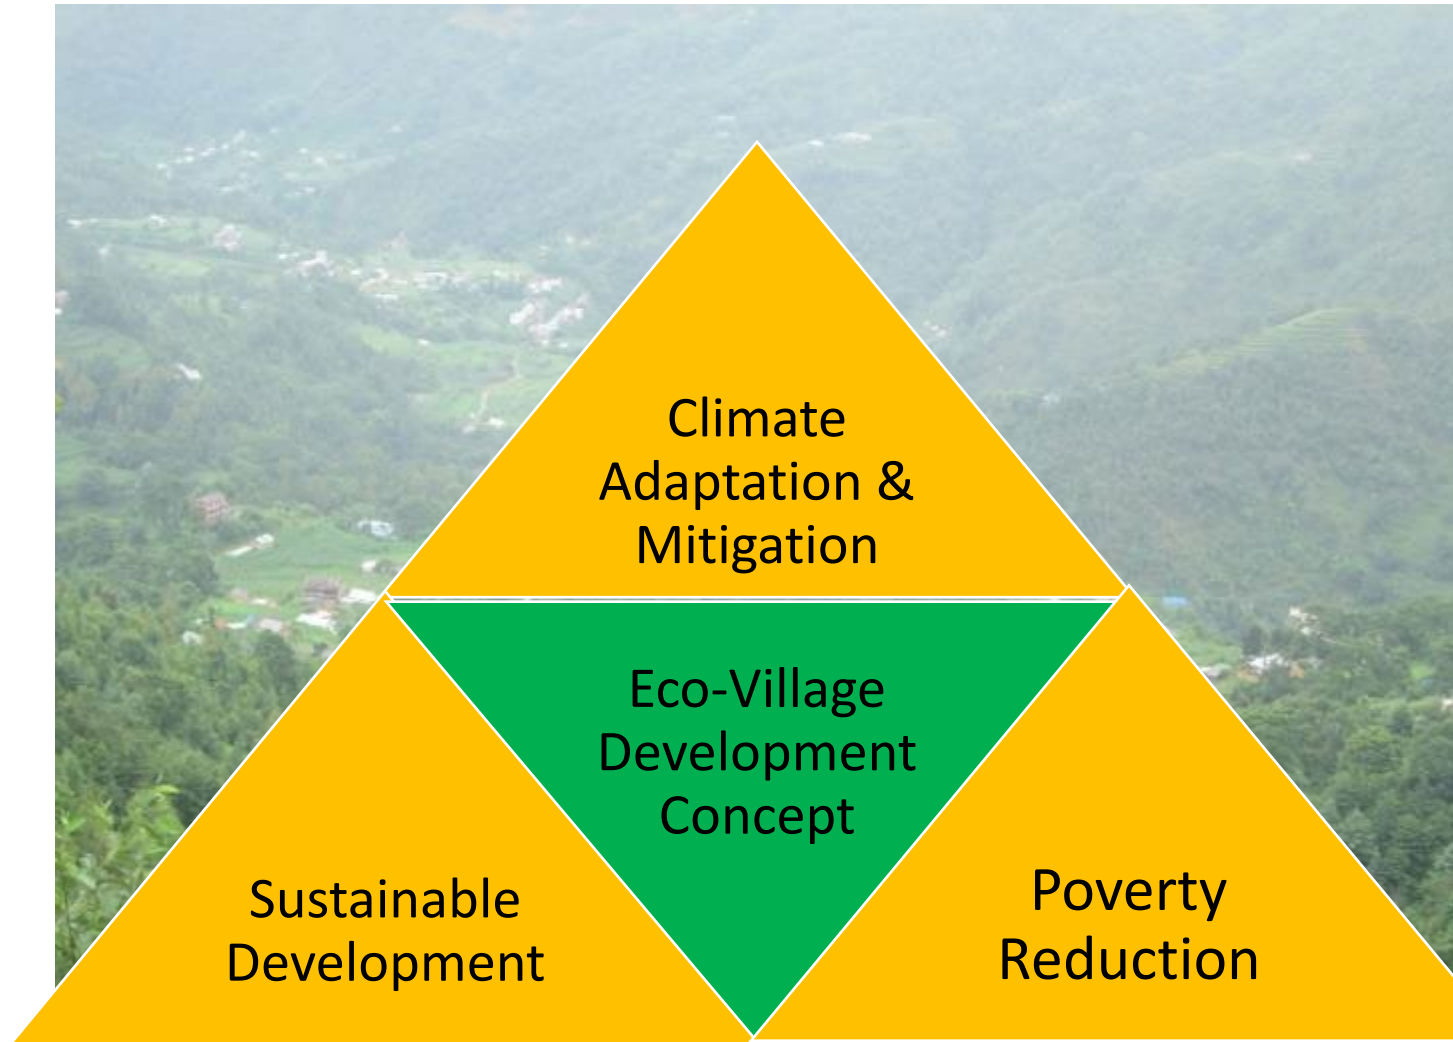 Climate
Adaptation &
Mitigation
Eco-Village
Development
Concept
Sustainable
Development
Poverty
Reduction